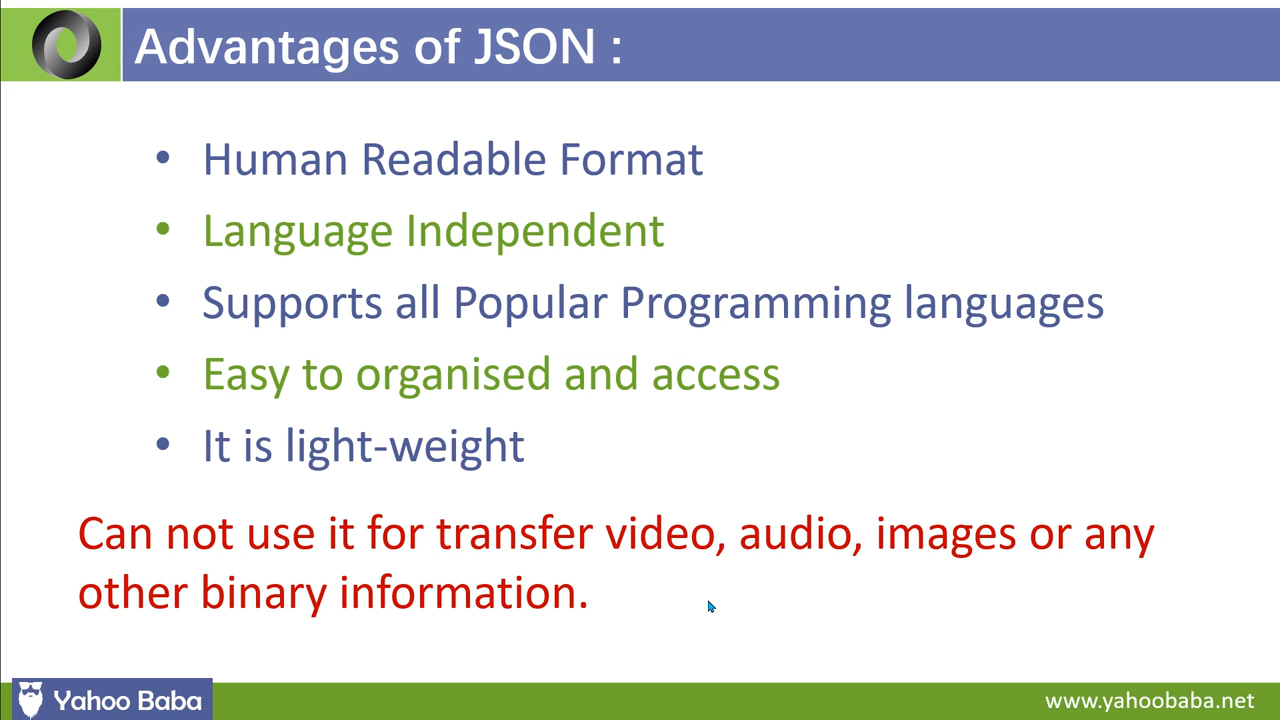 Advantages of JSON :
• Human Readable Format
• Language Independent
• Supports all Popular Programming languages
• Easy to organised and access
• It is light-weight
Can not use it for transfer video, audio, images or any
other binary information.
Yahoo Baba
www.yahoobaba.net